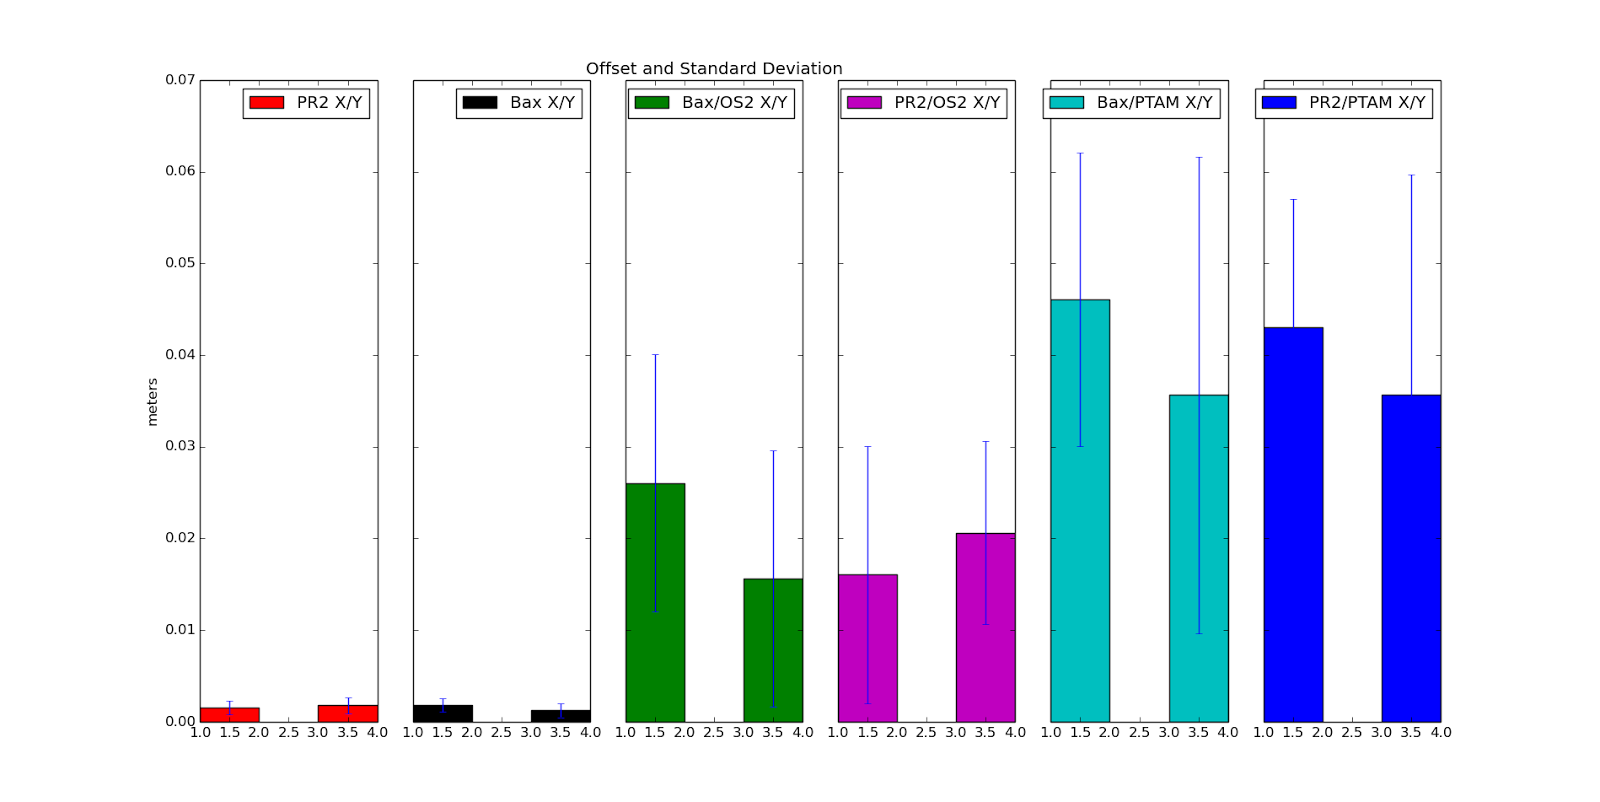 Offset and Standard Deviation
0.07
0.06
0.05
0.04
0.03
0.02
0.01
0.00
meters
PR2 X/Y
Bax X/Y
Bax/OS2 X/Y
PR2/OS2 X/Y
Bax/PTAM X/Y
PR2/PTAM X/Y
1.0 1.5 2.0 2.5 3.0 3.5 4.0
1.0 1.5 2.0 2.5 3.0 3.5 4.0
1.0 1.5 2.0 2.5 3.0 3.5 4.0
1.0 1.5 2.0 2.5 3.0 3.5 4.0
1.0 1.5 2.0 2.5 3.0 3.5 4.0
1.0 1.5 2.0 2.5 3.0 3.5 4.0